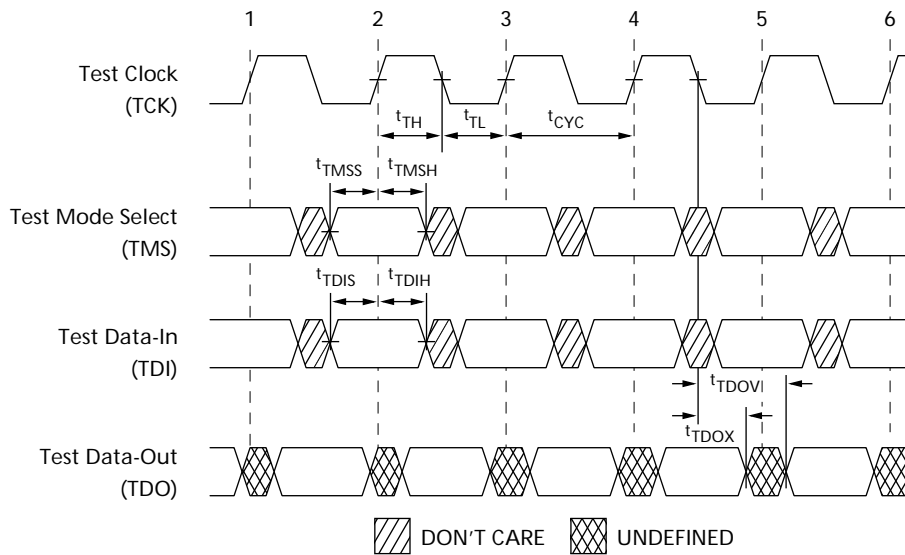 1 2 3 4 5 6
Test Clock
(TCK)
tTH tTL tCYC
tTMSS tTMSH
Test Mode Select
(TMS)
tTDIS tTDIH
Test Data-In
(TDI)
tTDOV
tTDOX
Test Data-Out
(TDO)
DON'T CARE UNDEFINED